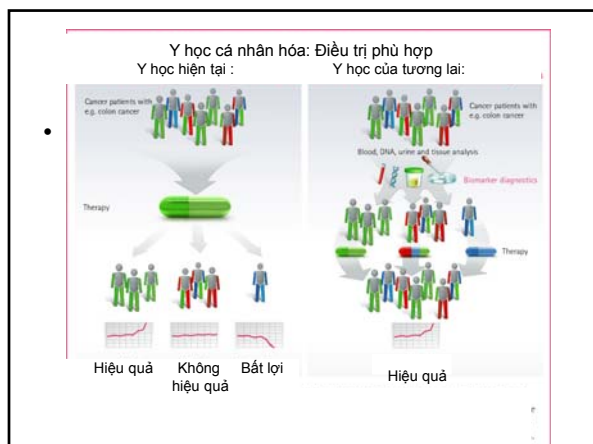 Y học cá nhân hóa: Điều trị phù hợp
Y học hiện tại :
Y học của tương lai:
Cancer patients with
e.g. colon cancer
Therapy
Hiệu quả
Không
hiệu quả
Bất lợi
Cancer patients with
e.g. colon cancer
Blood, DNA, urine and tissue analysis
Biomarker diagnostics
Therapy
Hiệu quả